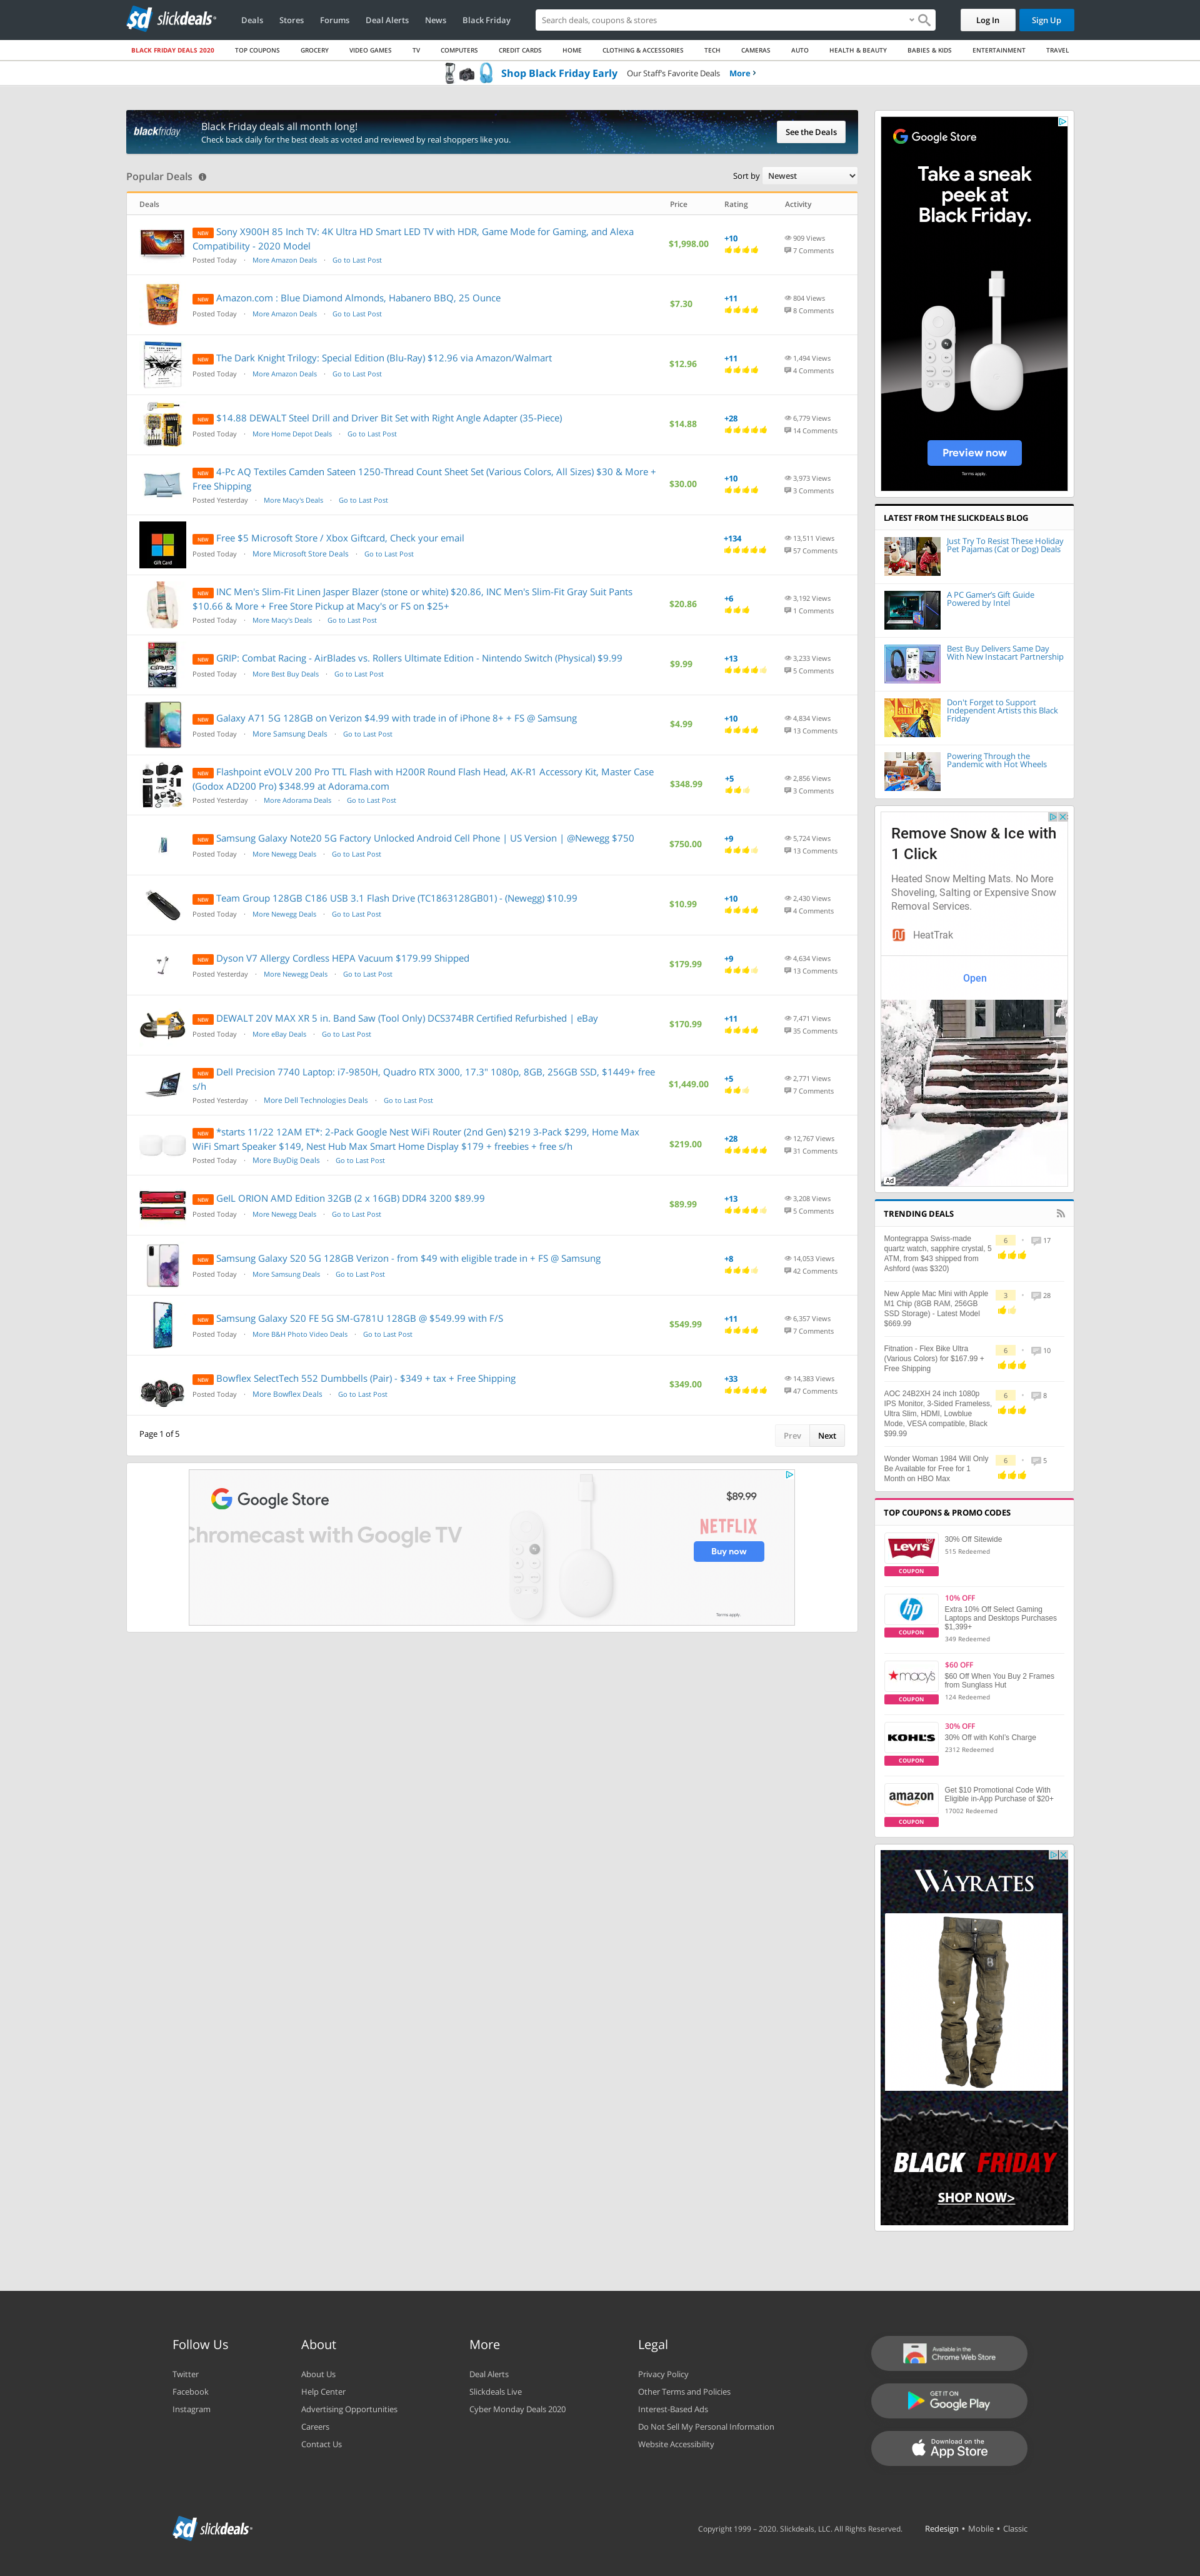 sd slickdeals
Deals
Stores
Forums
Deal Alerts
News
Black Friday
Search deals, coupons & stores
Log In
Sign Up
BLACK FRIDAY DEALS 2020
TOP COUPONS
GROCERY
VIDEO GAMES
TV
COMPUTERS
CREDIT CARDS
HOME
CLOTHING & ACCESSORIES
TECH
CAMERAS
AUTO
HEALTH & BEAUTY
BABIES & KIDS
ENTERTAINMENT
TRAVEL
Shop Black Friday Early Our Staff's Favorite Deals More ›
blackfriday
Black Friday deals all month long!
Check back daily for the best deals as voted and reviewed by real shoppers like you.
See the Deals
Popular Deals
Sort by Newest
Deals Price Rating Activity
NEW Sony X900H 85 Inch TV: 4K Ultra HD Smart LED TV with HDR, Game Mode for Gaming, and Alexa
Compatibility - 2020 Model
Posted Today · More Amazon Deals · Go to Last Post
$1,998.00
+10
909 Views
7 Comments
NEW Amazon.com : Blue Diamond Almonds, Habanero BBQ, 25 Ounce
Posted Today · More Amazon Deals · Go to Last Post
$7.30
+11
804 Views
8 Comments
NEW The Dark Knight Trilogy: Special Edition (Blu-Ray) $12.96 via Amazon/Walmart
Posted Today · More Amazon Deals · Go to Last Post
$12.96
+11
1,494 Views
4 Comments
NEW $14.88 DEWALT Steel Drill and Driver Bit Set with Right Angle Adapter (35-Piece)
Posted Today · More Home Depot Deals · Go to Last Post
$14.88
+28
6,779 Views
14 Comments
NEW 4-Pc AQ Textiles Camden Sateen 1250-Thread Count Sheet Set (Various Colors, All Sizes) $30 & More +
Free Shipping
Posted Yesterday · More Macy's Deals · Go to Last Post
$30.00
+10
3,973 Views
3 Comments
Gift Card
NEW Free $5 Microsoft Store / Xbox Giftcard, Check your email
Posted Today · More Microsoft Store Deals · Go to Last Post
+134
13,511 Views
57 Comments
NEW INC Men's Slim-Fit Linen Jasper Blazer (stone or white) $20.86, INC Men's Slim-Fit Gray Suit Pants
$10.66 & More + Free Store Pickup at Macy's or FS on $25+
Posted Today · More Macy's Deals · Go to Last Post
$20.86
+6
3,192 Views
1 Comments
GRIP
NEW GRIP: Combat Racing - AirBlades vs. Rollers Ultimate Edition - Nintendo Switch (Physical) $9.99
Posted Today · More Best Buy Deals · Go to Last Post
$9.99
+13
3,233 Views
5 Comments
NEW Galaxy A71 5G 128GB on Verizon $4.99 with trade in of iPhone 8+ + FS @ Samsung
Posted Today · More Samsung Deals · Go to Last Post
$4.99
+10
4,834 Views
13 Comments
NEW Flashpoint eVOLV 200 Pro TTL Flash with H200R Round Flash Head, AK-R1 Accessory Kit, Master Case
(Godox AD200 Pro) $348.99 at Adorama.com
Posted Yesterday · More Adorama Deals · Go to Last Post
$348.99
+5
2,856 Views
3 Comments
NEW Samsung Galaxy Note20 5G Factory Unlocked Android Cell Phone | US Version | @Newegg $750
Posted Today · More Newegg Deals · Go to Last Post
$750.00
+9
5,724 Views
13 Comments
NEW Team Group 128GB C186 USB 3.1 Flash Drive (TC1863128GB01) - (Newegg) $10.99
Posted Today · More Newegg Deals · Go to Last Post
$10.99
+10
2,430 Views
4 Comments
NEW Dyson V7 Allergy Cordless HEPA Vacuum $179.99 Shipped
Posted Yesterday · More Newegg Deals · Go to Last Post
$179.99
+9
4,634 Views
13 Comments
NEW DEWALT 20V MAX XR 5 in. Band Saw (Tool Only) DCS374BR Certified Refurbished | eBay
Posted Today · More eBay Deals · Go to Last Post
$170.99
+11
7,471 Views
35 Comments
NEW Dell Precision 7740 Laptop: i7-9850H, Quadro RTX 3000, 17.3" 1080p, 8GB, 256GB SSD, $1449+ free
s/h
Posted Yesterday · More Dell Technologies Deals · Go to Last Post
$1,449.00
+5
2,771 Views
7 Comments
NEW *starts 11/22 12AM ET*: 2-Pack Google Nest WiFi Router (2nd Gen) $219 3-Pack $299, Home Max
WiFi Smart Speaker $149, Nest Hub Max Smart Home Display $179 + freebies + free s/h
Posted Today · More BuyDig Deals · Go to Last Post
$219.00
+28
12,767 Views
31 Comments
NEW GeIL ORION AMD Edition 32GB (2 x 16GB) DDR4 3200 $89.99
Posted Today · More Newegg Deals · Go to Last Post
$89.99
+13
3,208 Views
5 Comments
NEW Samsung Galaxy S20 5G 128GB Verizon - from $49 with eligible trade in + FS @ Samsung
Posted Today · More Samsung Deals · Go to Last Post
+8
14,053 Views
42 Comments
NEW Samsung Galaxy S20 FE 5G SM-G781U 128GB @ $549.99 with F/S
Posted Today · More B&H Photo Video Deals · Go to Last Post
$549.99
+11
6,357 Views
7 Comments
NEW Bowflex SelectTech 552 Dumbbells (Pair) - $349 + tax + Free Shipping
Posted Today · More Bowflex Deals · Go to Last Post
$349.00
+33
14,383 Views
47 Comments
Page 1 of 5
Prev Next
Google Store
Chromecast with Google TV
$89.99
NETFLIX
Buy now
Terms apply
Google Store
Take a sneak
peek at
Black Friday.
Preview now
Terms apply
LATEST FROM THE SLICKDEALS BLOG
Just Try To Resist These Holiday
Pet Pajamas (Cat or Dog) Deals
A PC Gamer's Gift Guide
Powered by Intel
Best Buy Delivers Same Day
With New Instacart Partnership
Don't Forget to Support
Independent Artists this Black
Friday
Powering Through the
Pandemic with Hot Wheels
Remove Snow & Ice with
1 Click
Heated Snow Melting Mats. No More
Shoveling, Salting or Expensive Snow
Removal Services.
HeatTrak
Open
Ad
TRENDING DEALS
Montegrappa Swiss-made
quartz watch, sapphire crystal, 5
ATM, from $43 shipped from
Ashford (was $320)
6 · 17
New Apple Mac Mini with Apple
M1 Chip (8GB RAM, 256GB
SSD Storage) - Latest Model
$669.99
3 · 28
Fitnation - Flex Bike Ultra
(Various Colors) for $167.99 +
Free Shipping
6 · 10
AOC 24B2XH 24 inch 1080p
IPS Monitor, 3-Sided Frameless,
Ultra Slim, HDMI, Lowblue
Mode, VESA compatible, Black
$99.99
6 · 8
Wonder Woman 1984 Will Only
Be Available for Free for 1
Month on HBO Max
6 · 5
TOP COUPONS & PROMO CODES
LEVI'S
COUPON
30% Off Sitewide
515 Redeemed
hp
COUPON
10% OFF
Extra 10% Off Select Gaming
Laptops and Desktops Purchases
$1,399+
349 Redeemed
macy's
COUPON
$60 OFF
$60 Off When You Buy 2 Frames
from Sunglass Hut
124 Redeemed
KOHL'S
COUPON
30% OFF
30% Off with Kohl's Charge
2312 Redeemed
amazon
COUPON
Get $10 Promotional Code With
Eligible in-App Purchase of $20+
17002 Redeemed
WAYRATES
BLACK FRIDAY
SHOP NOW>
Follow Us
Twitter
Facebook
Instagram
About
About Us
Help Center
Advertising Opportunities
Careers
Contact Us
More
Deal Alerts
Slickdeals Live
Cyber Monday Deals 2020
Legal
Privacy Policy
Other Terms and Policies
Interest-Based Ads
Do Not Sell My Personal Information
Website Accessibility
Available in the
Chrome Web Store
GET IT ON
Google Play
Download on the
App Store
sd slickdeals
Copyright 1999 – 2020. Slickdeals, LLC. All Rights Reserved.
Redesign • Mobile • Classic